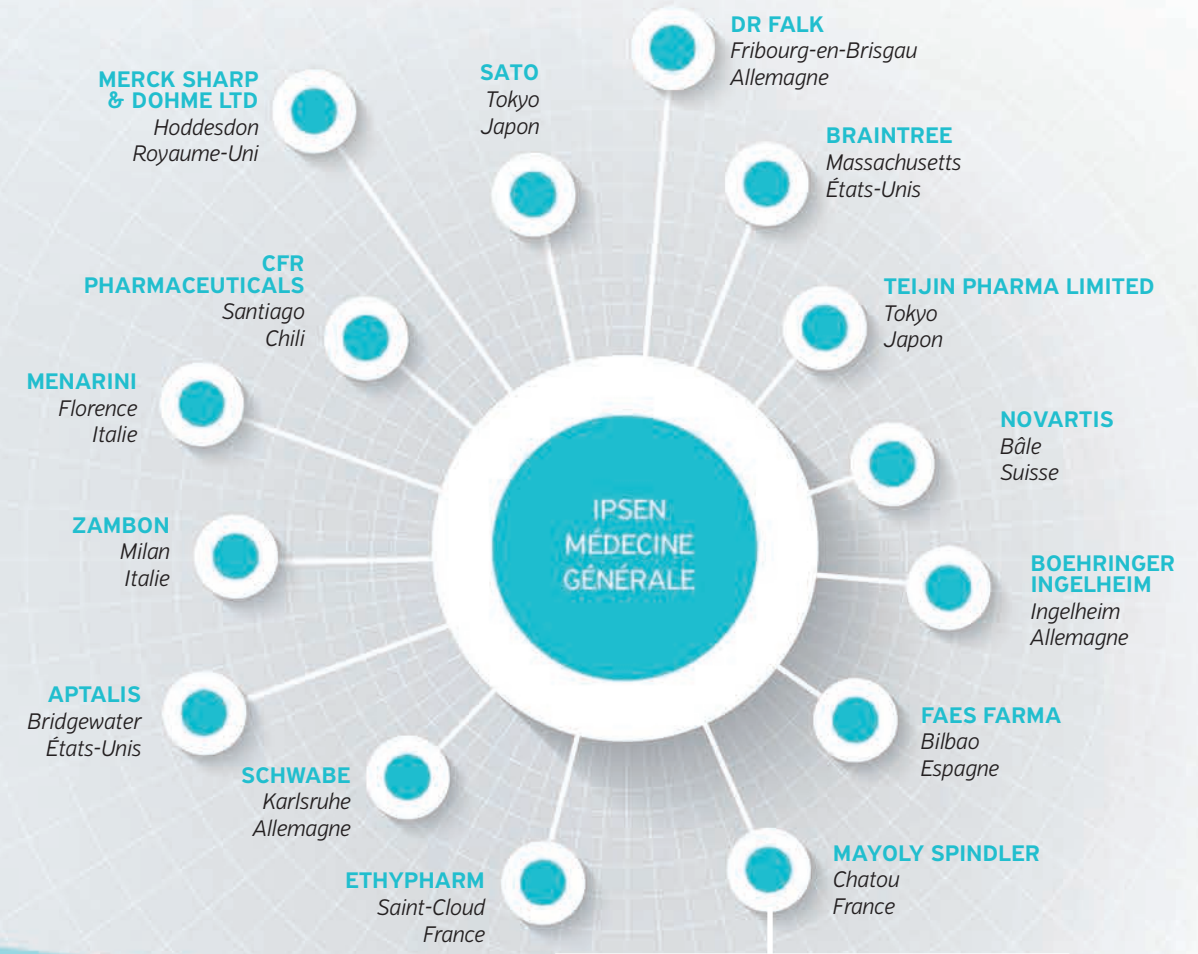 DR FALK
Fribourg-en-Brisgau
Allemagne
SATO
Tokyo
Japon
MERCK SHARP
& DOHME LTD
Hoddesdon
Royaume-Uni
BRAINTREE
Massachusetts
États-Unis
CFR
PHARMACEUTICALS
Santiago
Chili
TEIJIN PHARMA LIMITED
Tokyo
Japon
MENARINI
Florence
Italie
NOVARTIS
Bâle
Suisse
IPSEN
MÉDECINE
GÉNÉRALE
ZAMBON
Milan
Italie
BOEHRINGER
INGELHEIM
Ingelheim
Allemagne
APTALIS
Bridgewater
États-Unis
FAES FARMA
Bilbao
Espagne
SCHWABE
Karlsruhe
Allemagne
MAYOLY SPINDLER
Chatou
France
ETHYPHARM
Saint-Cloud
France